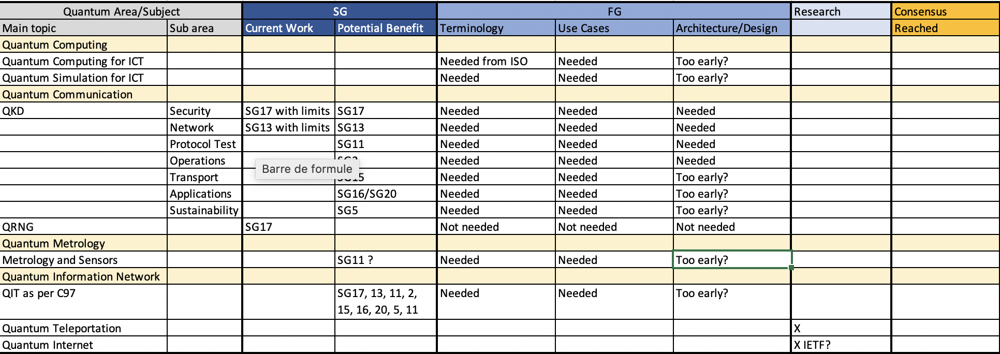 Quantum Area/Subject SG FG Research Consensus
Main topic Sub area Current Work Potential Benefit Terminology Use Cases Architecture/Design Reached
Quantum Computing
Quantum Computing for ICT Needed from ISO Needed Too early?
Quantum Simulation for ICT Needed Needed Too early?
Quantum Communication
QKD Security SG17 with limits SG17 Needed Needed Needed
Network SG13 with limits SG13 Needed Needed Needed
Protocol Test SG11 Needed Needed Needed
Operations Needed Needed Needed
Barre de formule
Transport Needed Needed Too early?
Applications SG16/SG20 Needed Needed Too early?
Sustainability SG5 Needed Needed Too early?
QRNG SG17 Not needed Not needed Not needed
Quantum Metrology
Metrology and Sensors SG11 ? Needed Needed Too early?
Quantum Information Network
QIT as per C97 SG17, 13, 11, 2, Needed Needed Too early?
15, 16, 20, 5, 11
Quantum Teleportation X
Quantum Internet X IETF?